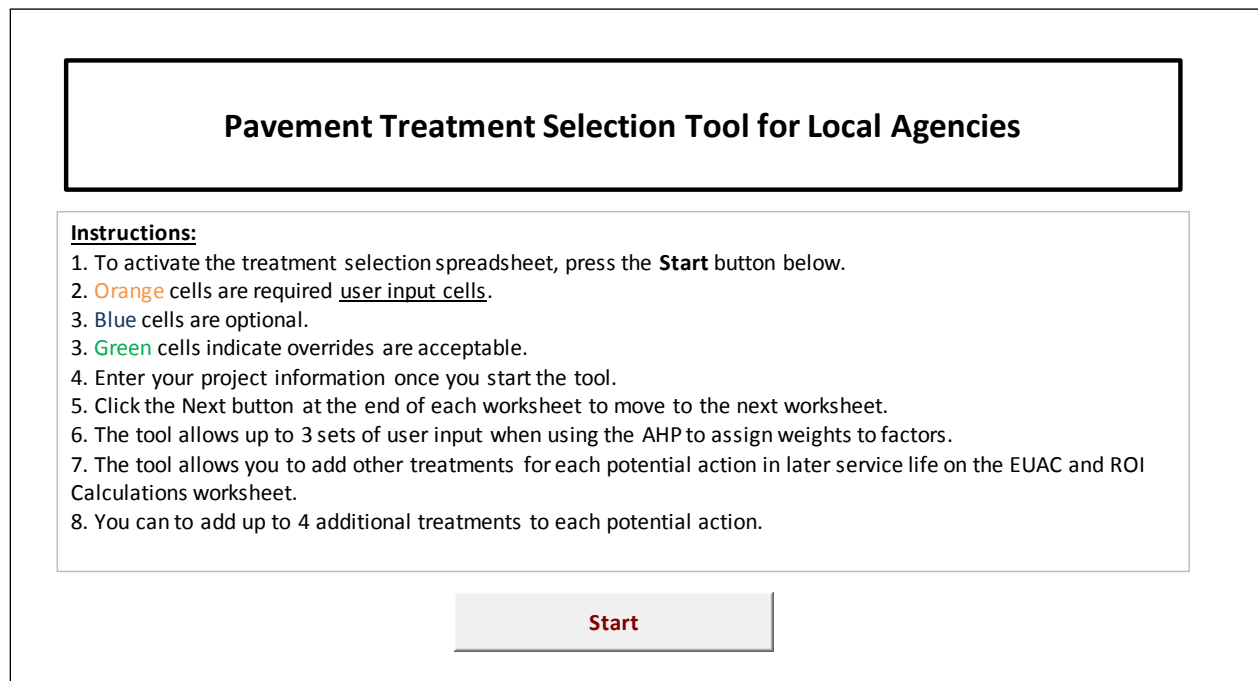 Pavement Treatment Selection Tool for Local Agencies
Instructions:
1. To activate the treatment selection spreadsheet, press the Start button below.
2. Orange cells are required user input cells.
3. Blue cells are optional.
3. Green cells indicate overrides are acceptable.
4. Enter your project information once you start the tool.
5. Click the Next button at the end of each worksheet to move to the next worksheet.
6. The tool allows up to 3 sets of user input when using the AHP to assign weights to factors.
7. The tool allows you to add other treatments for each potential action in later service life on the EUAC and ROI
Calculations worksheet.
8. You can to add up to 4 additional treatments to each potential action.
Start